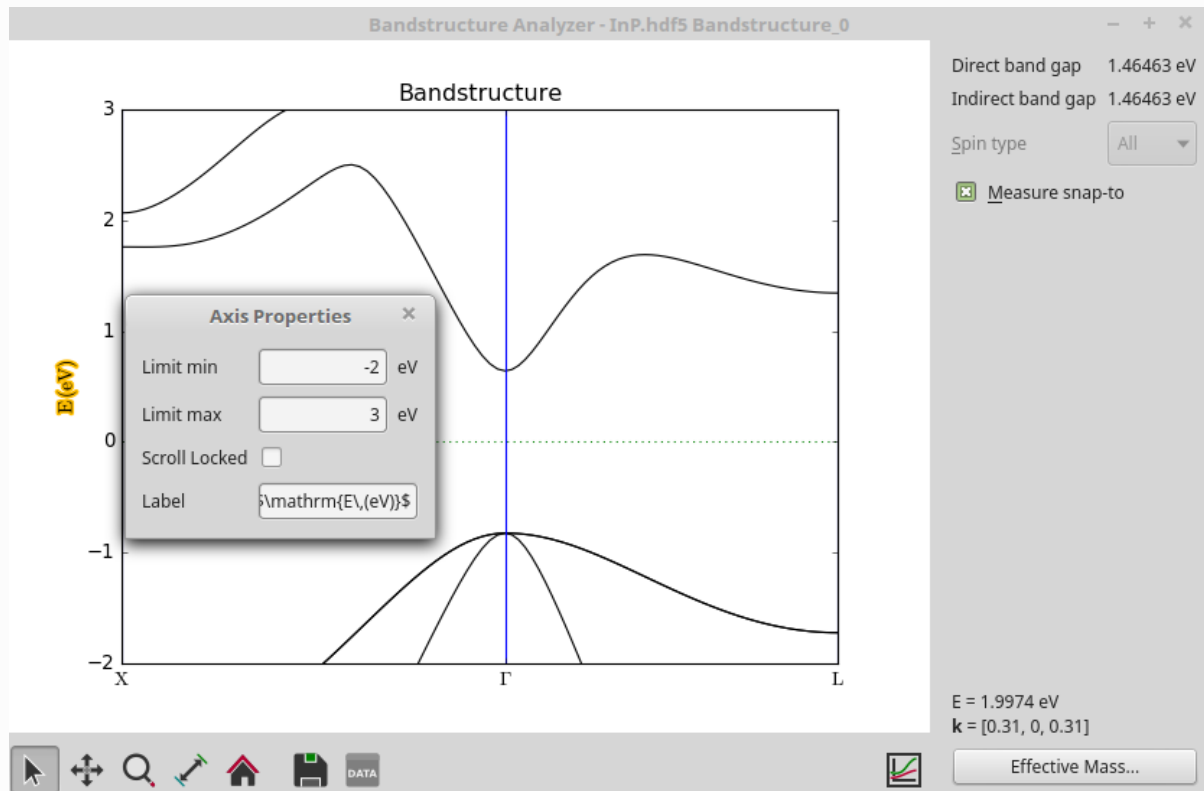 Bandstructure Analyzer - InP.hdf5 Bandstructure_0
Bandstructure
3
2
1
0
−1
−2
E(eV)
X
Γ
L
Axis Properties
Limit min -2 eV
Limit max 3 eV
Scroll Locked
Label $\mathrm{E\,(eV)}$
Direct band gap 1.46463 eV
Indirect band gap 1.46463 eV
Spin type All
Measure snap-to
E = 1.9974 eV
k = [0.31, 0, 0.31]
DATA
Effective Mass...